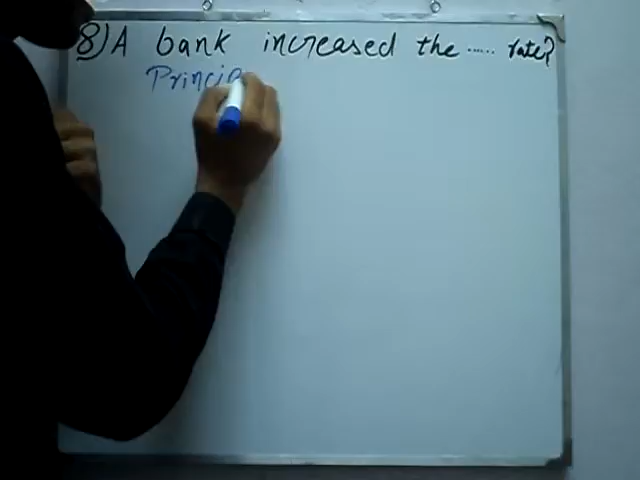 8) A bank increased the ..... rate?
Princip